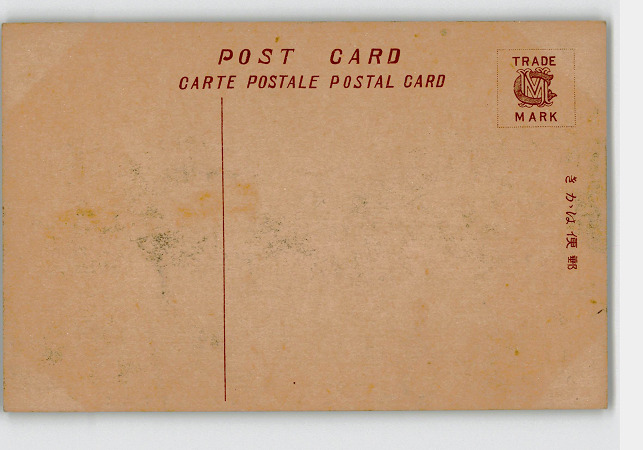 POST CARD
CARTE POSTALE POSTAL CARD
TRADE
MARK
郵便はかき